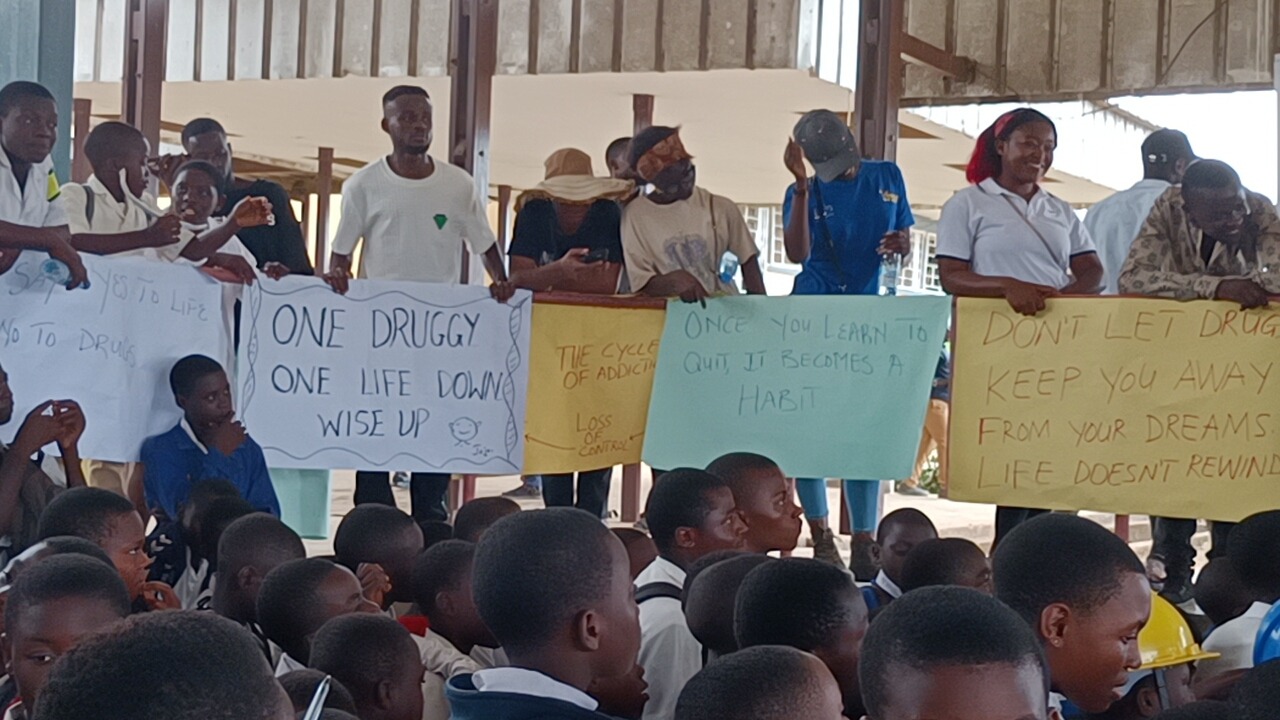 SAY YES TO LIFE
NO TO DRUGS
ONE DRUGGY
ONE LIFE DOWN
WISE UP
THE CYCLE
OF ADDICTI
LOSS
OF
CONTROL
ONCE YOU LEARN TO
QUIT, IT BECOMES A
HABIT
DON'T LET DRUG
KEEP YOU AWAY
FROM YOUR DREAMS.
LIFE DOESN'T REWIND